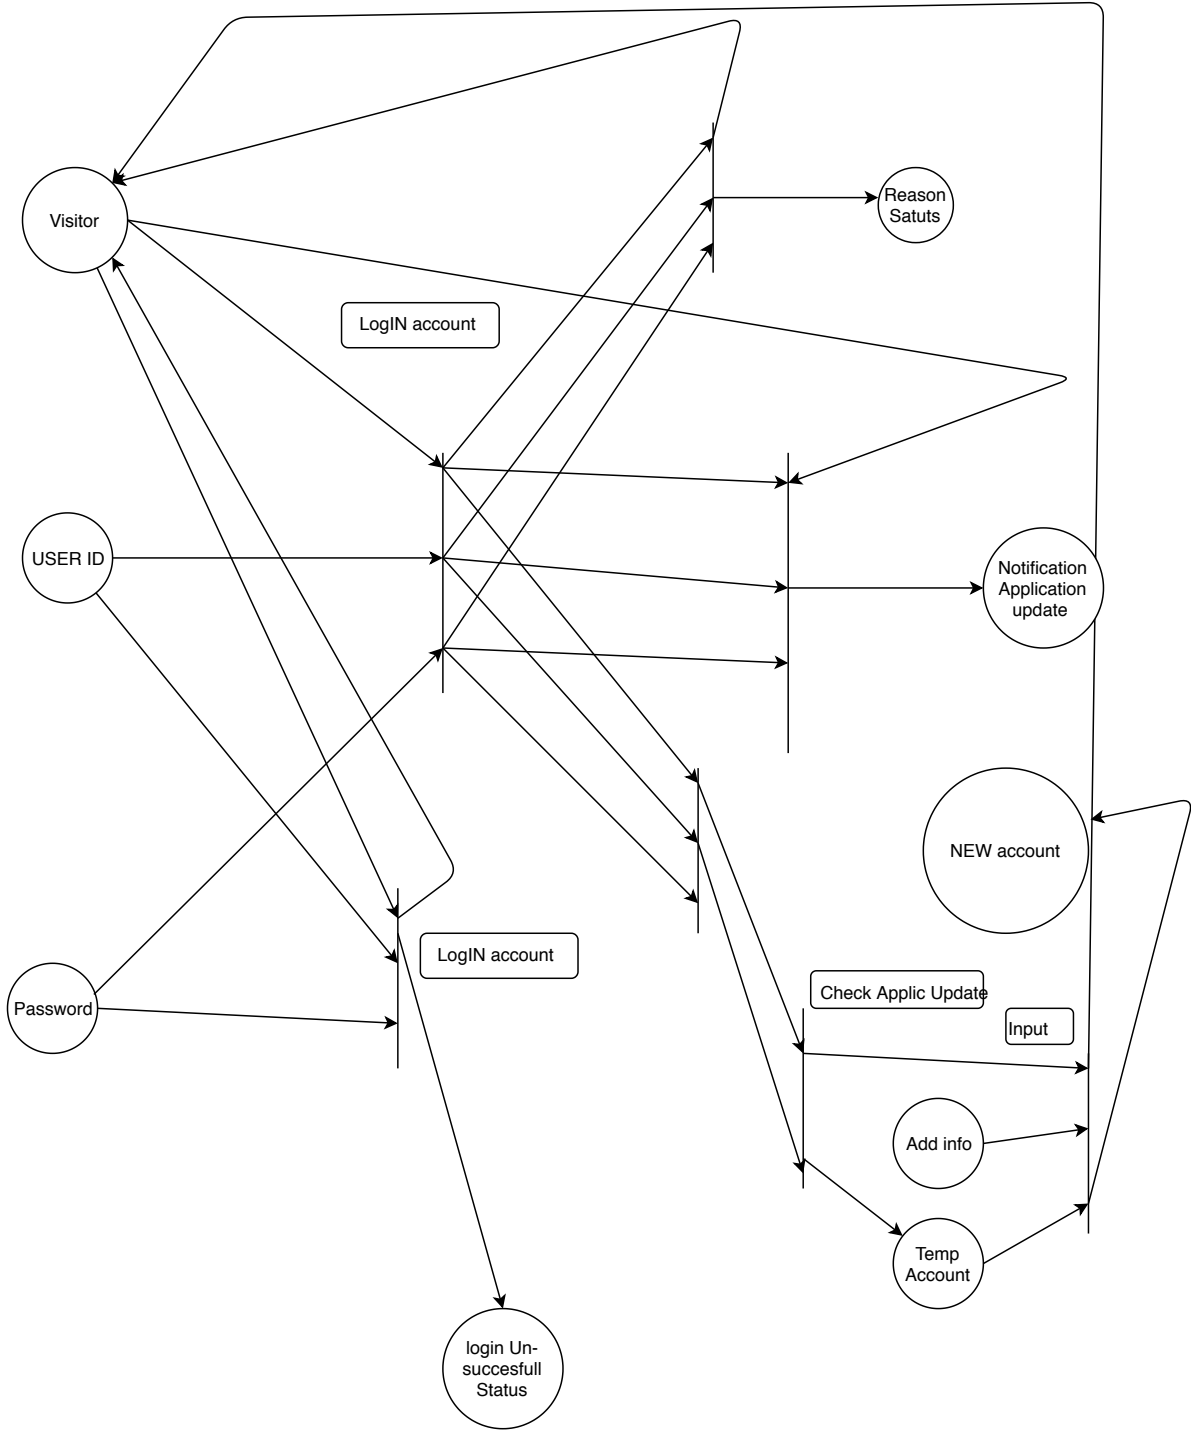 Visitor
Reason
Satuts
LogIN account
USER ID
Notification
Application
update
NEW account
LogIN account
Password
Check Applic Update
Input
Add info
Temp
Account
login Un-
succesfull
Status